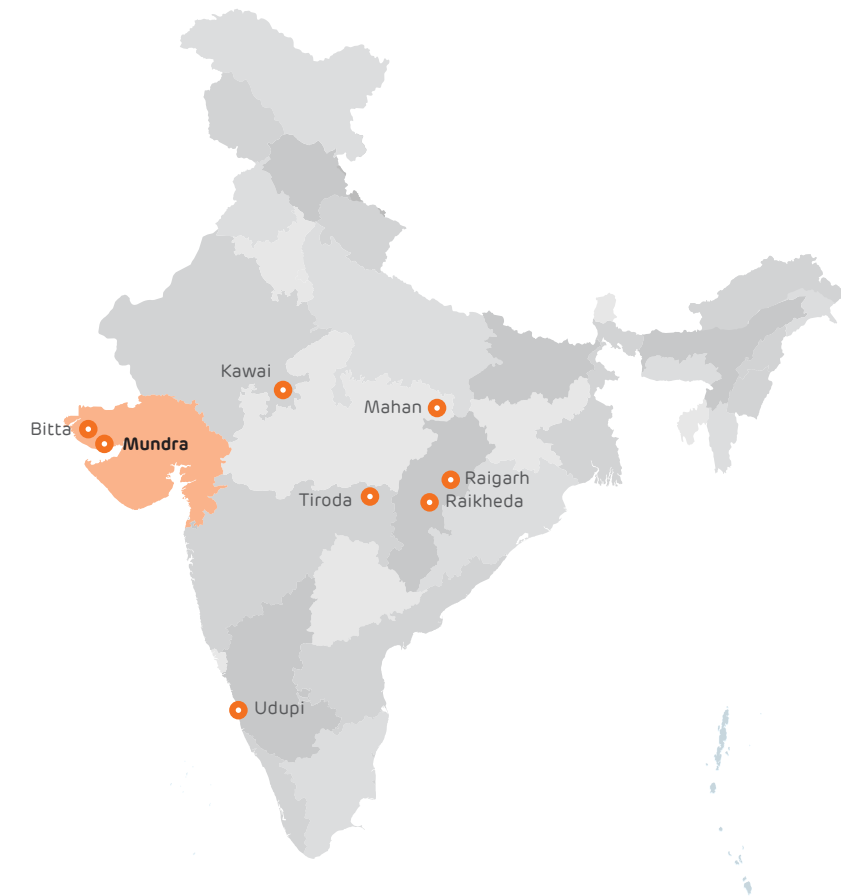 Kawai
Mahan
Bitta
Mundra
Raigarh
Tiroda
Raikheda
Udupi